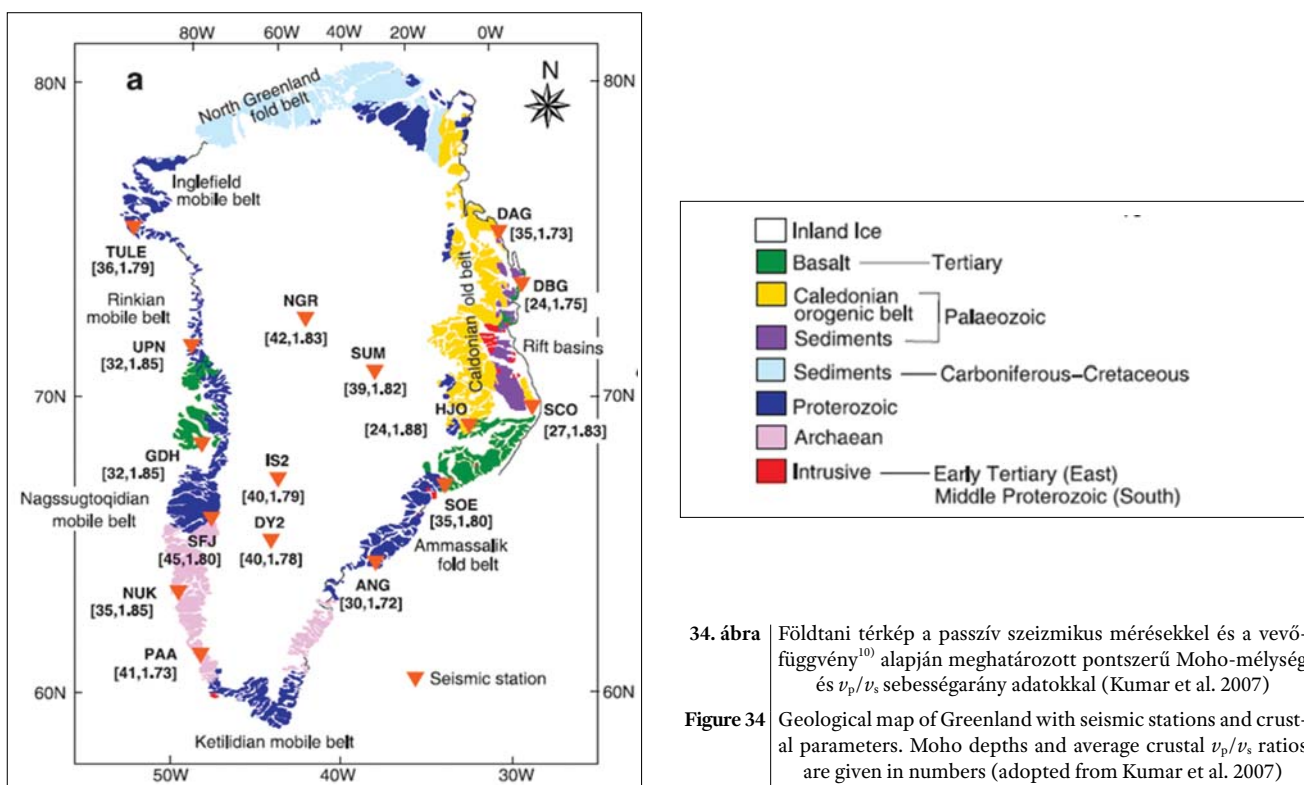 80W 60W 40W 20W 0W
80N
80N
a
N
North Greenland
fold belt
Inglefield
mobile belt
TULE
[36,1.79]
DAG
[35,1.73]
DBG
[24,1.75]
Rinkian
mobile belt
NGR
[42,1.83]
Caldonian fold belt
UPN
[32,1.85]
SUM
[39,1.82]
Rift basins
70N
70N
HJO
[24,1.88]
SCO
[27,1.83]
GDH
[32,1.85]
IS2
[40,1.79]
Nagssugtoqidian
mobile belt
SOE
[35,1.80]
SFJ
[45,1.80]
DY2
[40,1.78]
Ammassalik
fold belt
NUK
[35,1.85]
ANG
[30,1.72]
PAA
[41,1.73]
Seismic station
60N
60N
Ketilidian mobile belt
50W 40W 30W
Inland Ice
Basalt Tertiary
Caledonian
orogenic belt
Palaeozoic
Sediments
Sediments Carboniferous–Cretaceous
Proterozoic
Archaean
Intrusive Early Tertiary (East)
Middle Proterozoic (South)
34. ábra Földtani térkép a passzív szeizmikus mérésekkel és a vevő-
függvény10) alapján meghatározott pontszerű Moho-mélység
és vp/vs sebességarány adatokkal (Kumar et al. 2007)
Figure 34 Geological map of Greenland with seismic stations and crust-
al parameters. Moho depths and average crustal vp/vs ratios
are given in numbers (adopted from Kumar et al. 2007)